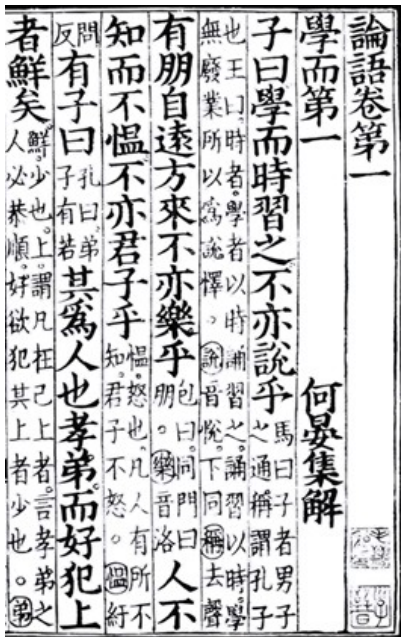 論語卷第一
學而第一 何晏集解
子曰學而時習之不亦說乎 馬曰子者男子
之通稱謂孔子
也王曰時者。學者以時誦習之。誦習以時。學
無廢業所以爲說懌。說音悅。下同稱去聲
有朋自遠方來不亦樂乎 包曰同門曰
朋。樂音洛 人不
知而不慍不亦君子乎 慍怒也凡人有所不
知君子不怒。慍紆
問
反 有子曰 孔曰弟
子有若 其爲人也孝弟而好犯上
者鮮矣 鮮。少也。上。謂凡在己上者。言孝弟之
人必恭順。好欲犯其上者少也。弟